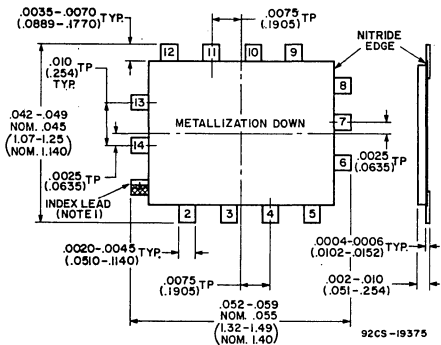 .0035-.0070 TYP.
(.0889-.1770)
.0075 TP
(.1905)
12
11
10
9
NITRIDE
EDGE
.010
(.254) TP
TYP.
8
13
METALLIZATION DOWN
7
.042-.049
NOM. .045
(1.07-1.25
NOM. 1.140)
14
6
.0025 TP
(.0635)
.0025 TP
(.0635)
INDEX LEAD
(NOTE 1)
2
3
4
5
.0020-.0045 TYP.
(.0510-.1140)
.0004-.0006 TYP.
(.0102-.0152)
.0075 TP
(.1905)
.002-.010
(.051-.254)
.052-.059
NOM. .055
(1.32-1.49
NOM. 1.40)
92CS-19375